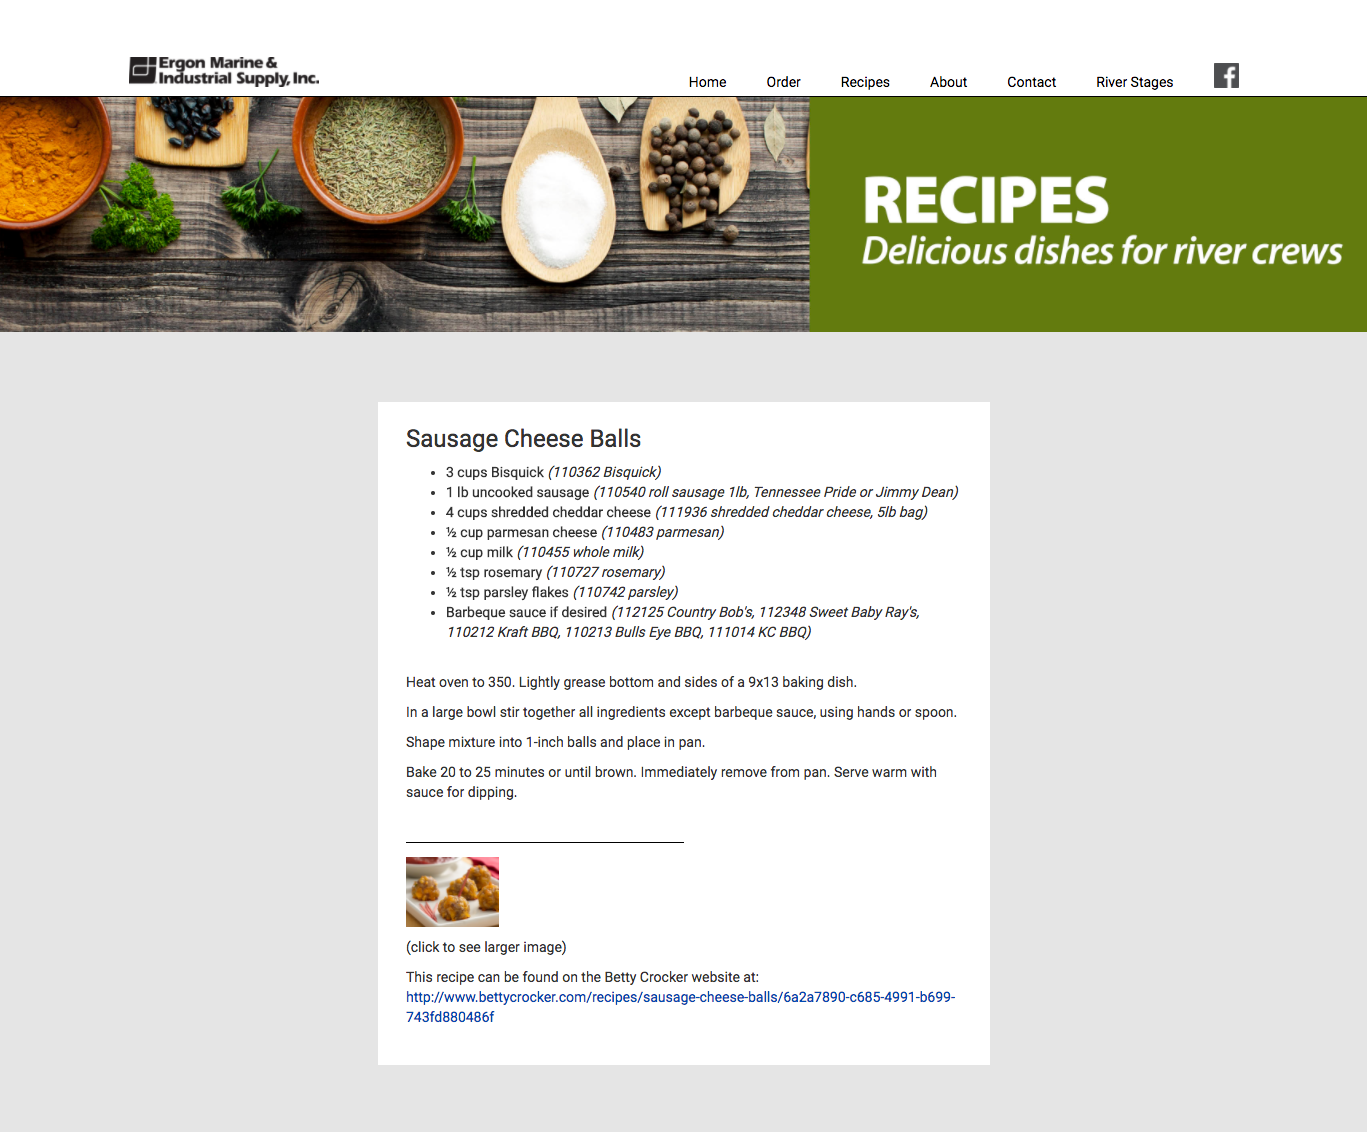 Ergon Marine &
Industrial Supply, Inc.
Home Order Recipes About Contact River Stages
RECIPES
Delicious dishes for river crews
Sausage Cheese Balls
• 3 cups Bisquick (110362 Bisquick)
• 1 lb uncooked sausage (110540 roll sausage 1lb, Tennessee Pride or Jimmy Dean)
• 4 cups shredded cheddar cheese (111936 shredded cheddar cheese, 5lb bag)
• ½ cup parmesan cheese (110483 parmesan)
• ½ cup milk (110455 whole milk)
• ½ tsp rosemary (110727 rosemary)
• ½ tsp parsley flakes (110742 parsley)
• Barbeque sauce if desired (112125 Country Bob's, 112348 Sweet Baby Ray's,
110212 Kraft BBQ, 110213 Bulls Eye BBQ, 111014 KC BBQ)
Heat oven to 350. Lightly grease bottom and sides of a 9x13 baking dish.
In a large bowl stir together all ingredients except barbeque sauce, using hands or spoon.
Shape mixture into 1-inch balls and place in pan.
Bake 20 to 25 minutes or until brown. Immediately remove from pan. Serve warm with
sauce for dipping.
(click to see larger image)
This recipe can be found on the Betty Crocker website at:
http://www.bettycrocker.com/recipes/sausage-cheese-balls/6a2a7890-c685-4991-b699-
743fd880486f